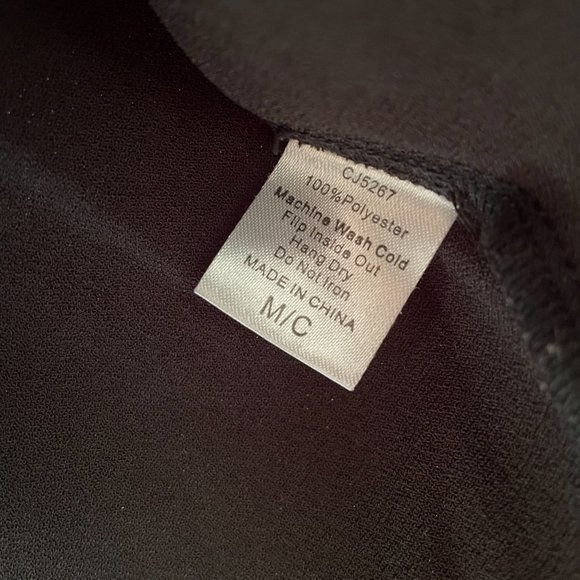 CJ5267
100%Polyester
Machine Wash Cold
Flip Inside Out
Hang Dry
Do Not Iron
MADE IN CHINA
M/C